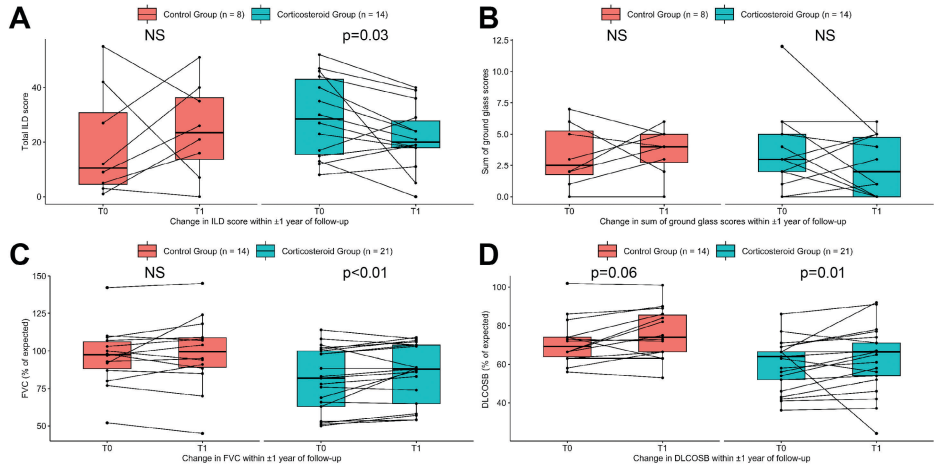 A
Control Group (n = 8) Corticosteroid Group (n = 14)
NS p=0.03
Total ILD score
40
20
0
T0 T1 T0 T1
Change in ILD score within ±1 year of follow-up
B
Control Group (n = 8) Corticosteroid Group (n = 14)
NS NS
Sum of ground glass scores
12.5
10.0
7.5
5.0
2.5
0.0
T0 T1 T0 T1
Change in sum of ground glass scores within ±1 year of follow-up
C
Control Group (n = 14) Corticosteroid Group (n = 21)
NS p<0.01
FVC (% of expected)
150
125
100
75
50
T0 T1 T0 T1
Change in FVC within ±1 year of follow-up
D
Control Group (n = 14) Corticosteroid Group (n = 21)
p=0.06 p=0.01
DLCOSB (% of expected)
100
80
60
40
T0 T1 T0 T1
Change in DLCOSB within ±1 year of follow-up